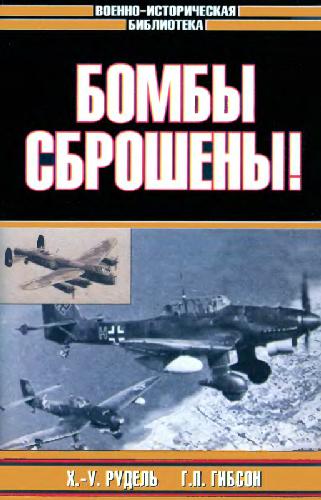 ВОЕННО-ИСТОРИЧЕСКАЯ
БИБЛИОТЕКА
БОМБЫ
СБРОШЕНЫ!
Х.-У. РУДЕЛЬ Г.П. ГИБСОН